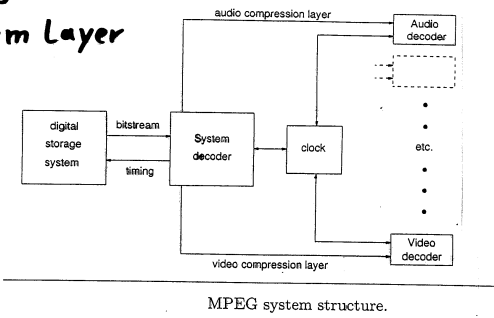 m Layer
audio compression layer
Audio
decoder
digital
storage
system
bitstream
timing
System
decoder
clock
etc.
Video
decoder
video compression layer
MPEG system structure.